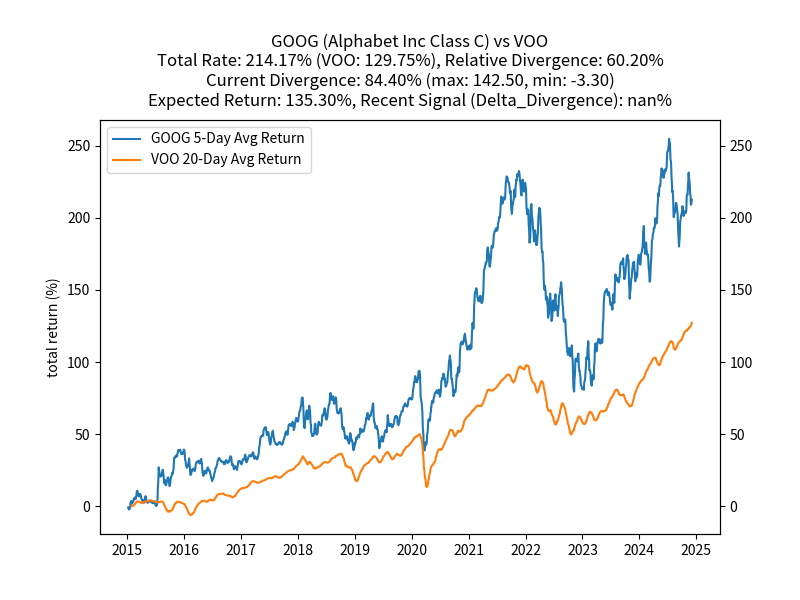 GOOG (Alphabet Inc Class C) vs VOO
Total Rate: 214.17% (VOO: 129.75%), Relative Divergence: 60.20%
Current Divergence: 84.40% (max: 142.50, min: -3.30)
Expected Return: 135.30%, Recent Signal (Delta_Divergence): nan%
GOOG 5-Day Avg Return
VOO 20-Day Avg Return
total return (%)
250 250
200 200
150 150
100 100
50 50
0 0
2015 2016 2017 2018 2019 2020 2021 2022 2023 2024 2025